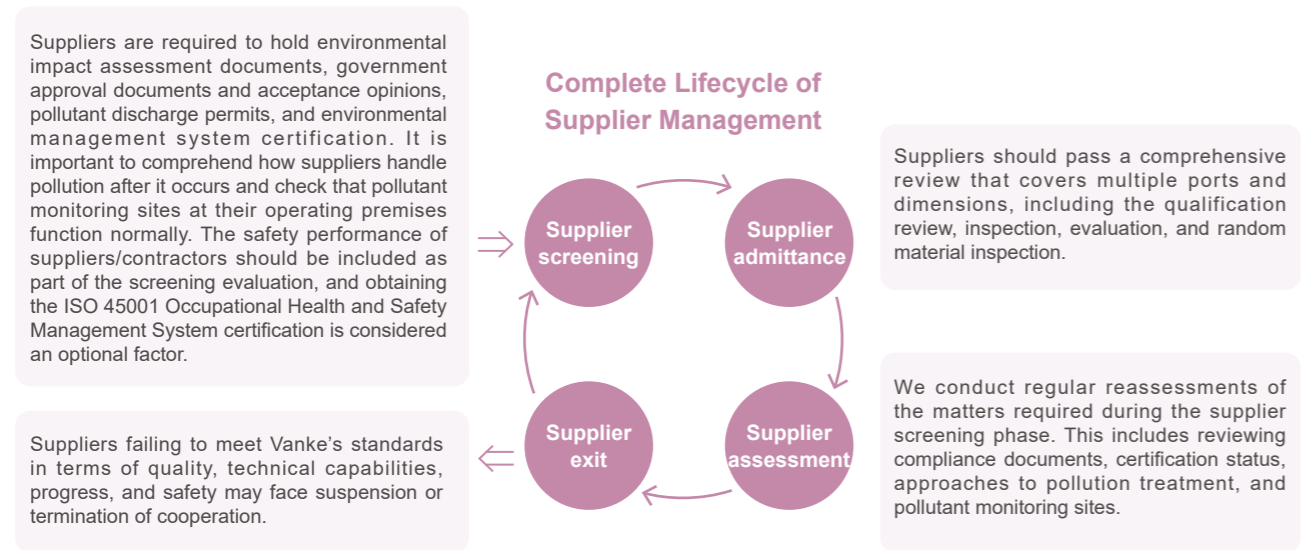 Suppliers are required to hold environmental
impact assessment documents, government
approval documents and acceptance opinions,
pollutant discharge permits, and environmental
management system certification. It is
important to comprehend how suppliers handle
pollution after it occurs and check that pollutant
monitoring sites at their operating premises
function normally. The safety performance of
suppliers/contractors should be included as
part of the screening evaluation, and obtaining
the ISO 45001 Occupational Health and Safety
Management System certification is considered
an optional factor.
Complete Lifecycle of
Supplier Management
Supplier
screening
Supplier
admittance
Suppliers should pass a comprehensive
review that covers multiple ports and
dimensions, including the qualification
review, inspection, evaluation, and random
material inspection.
Suppliers failing to meet Vanke’s standards
in terms of quality, technical capabilities,
progress, and safety may face suspension or
termination of cooperation.
Supplier
exit
Supplier
assessment
We conduct regular reassessments of
the matters required during the supplier
screening phase. This includes reviewing
compliance documents, certification status,
approaches to pollution treatment, and
pollutant monitoring sites.